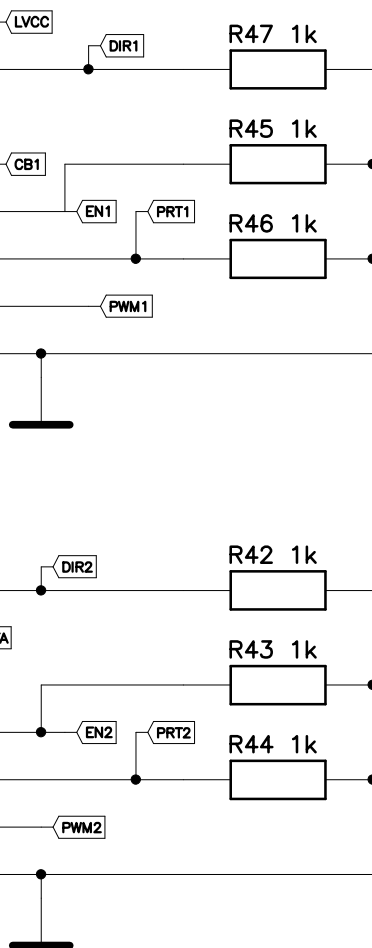 LVCC
R47 1k
DIR1
R45 1k
CB1
EN1
PRT1
R46 1k
PWM1
R42 1k
DIR2
A
R43 1k
EN2
PRT2
R44 1k
PWM2